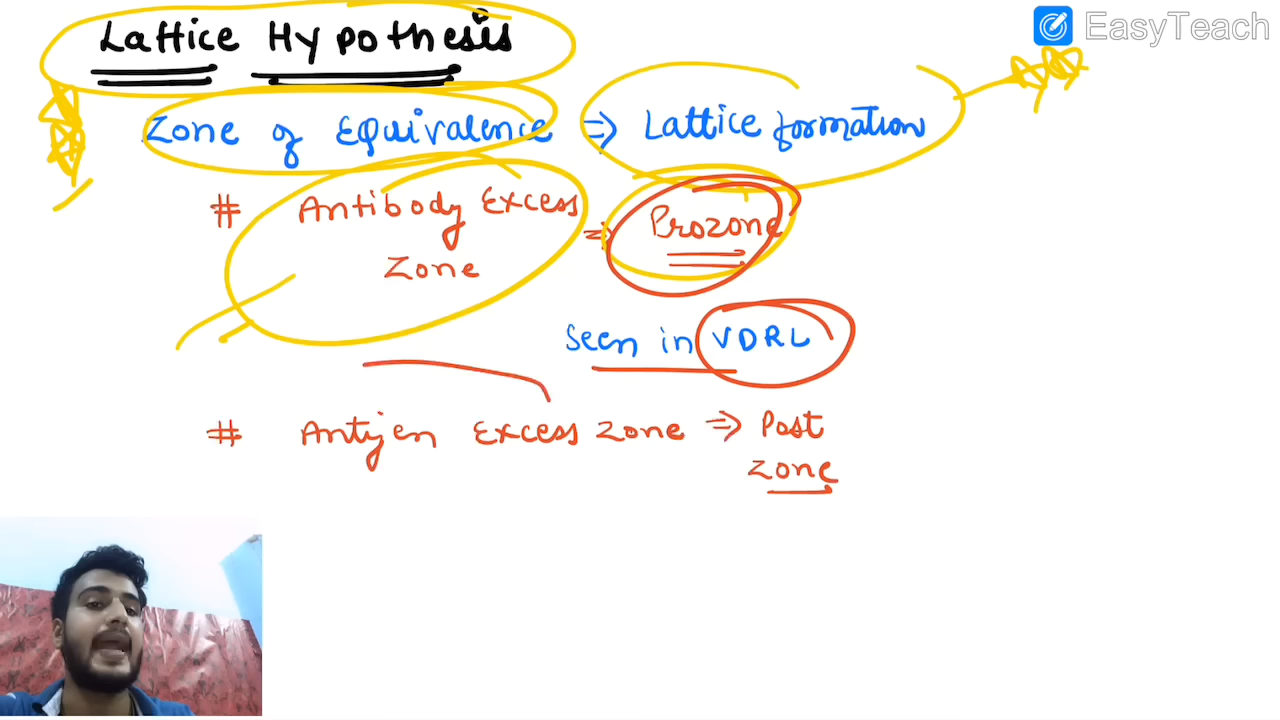 EasyTeach
Lattice Hypothesis
Zone of Equivalence ⇒ Lattice formation
# Antibody Excess ⇒ Prozone
Zone
Seen in VDRL
# Antijen Excess Zone ⇒ Post
Zone